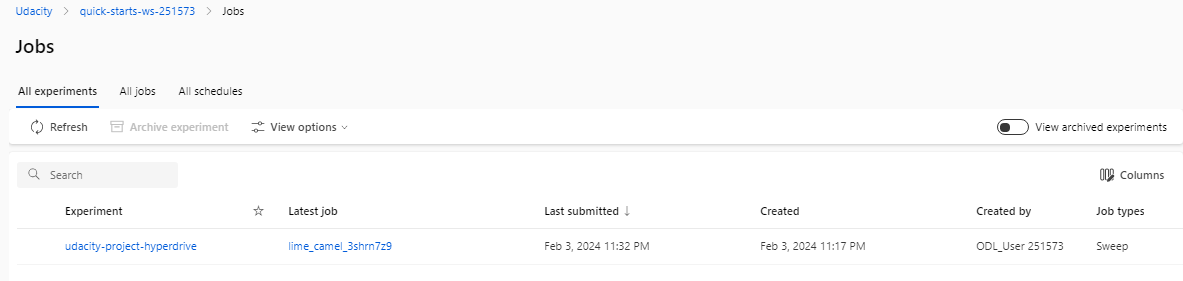 Udacity > quick-starts-ws-251573 > Jobs
Jobs
All experiments All jobs All schedules
Refresh Archive experiment View options View archived experiments
Search Columns
Experiment Latest job Last submitted ↓ Created Created by Job types
udacity-project-hyperdrive lime_camel_3shrn7z9 Feb 3, 2024 11:32 PM Feb 3, 2024 11:17 PM ODL_User 251573 Sweep